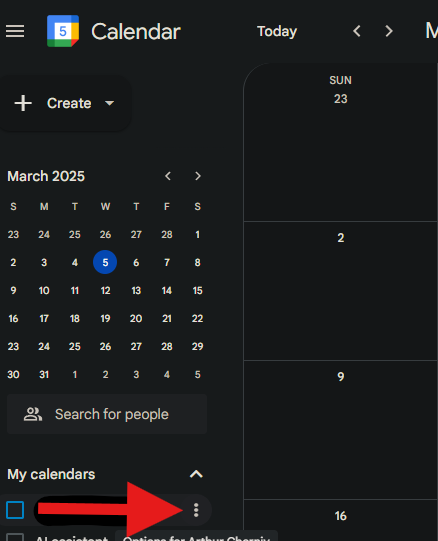 5 Calendar
Today
M
Create
SUN
23
March 2025
S M T W T F S
23 24 25 26 27 28 1
2 3 4 5 6 7 8
9 10 11 12 13 14 15
16 17 18 19 20 21 22
23 24 25 26 27 28 29
30 31 1 2 3 4 5
2
9
Search for people
My calendars
16
AI assistant
Options for Arthur